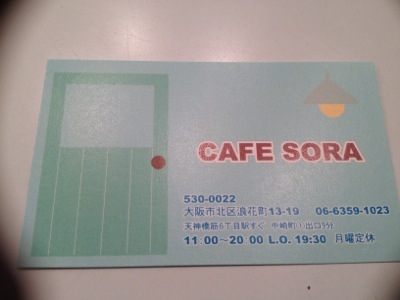 CAFE SORA
530-0022
大阪市北区浪花町13-19 06-6359-1023
天神橋筋6丁目駅すぐ 中崎町①出口5分
11:00~20:00 L.O. 19:30 月曜定休